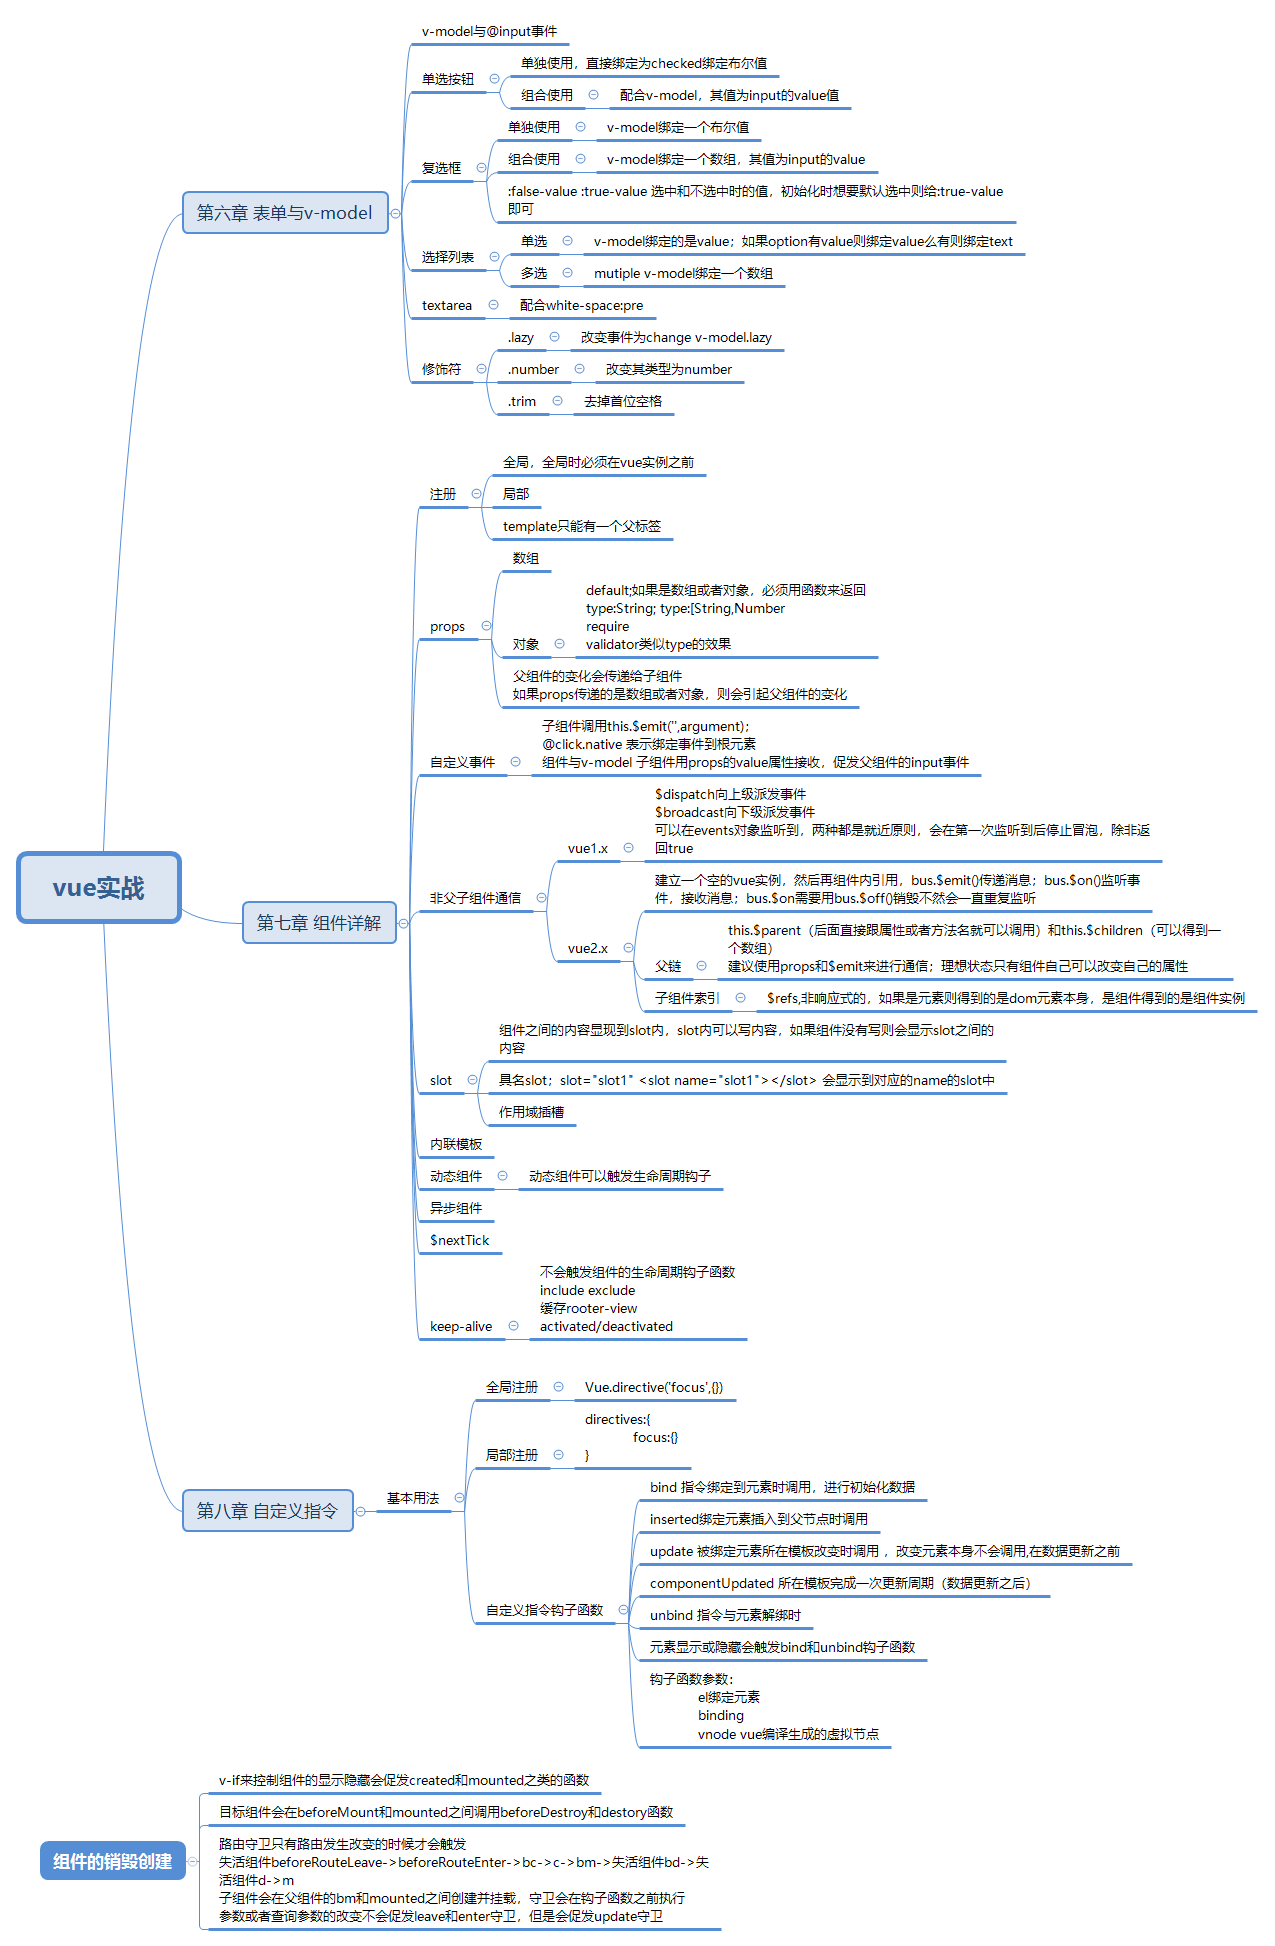 vue实战
第六章 表单与v-model
v-model与@input事件
单选按钮
单独使用，直接绑定为checked绑定布尔值
组合使用
配合v-model，其值为input的value值
复选框
单独使用
v-model绑定一个布尔值
组合使用
v-model绑定一个数组，其值为input的value
:false-value :true-value 选中和不选中时的值，初始化时想要默认选中则给:true-value
即可
选择列表
单选
v-model绑定的是value；如果option有value则绑定value么有则绑定text
多选
mutiple v-model绑定一个数组
textarea
配合white-space:pre
修饰符
.lazy
改变事件为change v-model.lazy
.number
改变其类型为number
.trim
去掉首位空格
第七章 组件详解
注册
全局，全局时必须在vue实例之前
局部
template只能有一个父标签
props
数组
对象
default;如果是数组或者对象，必须用函数来返回
type:String; type:[String,Number
require
validator类似type的效果
父组件的变化会传递给子组件
如果props传递的是数组或者对象，则会引起父组件的变化
自定义事件
子组件调用this.$emit('',argument);
@click.native 表示绑定事件到根元素
组件与v-model 子组件用props的value属性接收，促发父组件的input事件
非父子组件通信
vue1.x
$dispatch向上级派发事件
$broadcast向下级派发事件
可以在events对象监听到，两种都是就近原则，会在第一次监听到后停止冒泡，除非返
回true
vue2.x
建立一个空的vue实例，然后再组件内引用，bus.$emit()传递消息；bus.$on()监听事
件，接收消息；bus.$on需要用bus.$off()销毁不然会一直重复监听
父链
this.$parent（后面直接跟属性或者方法名就可以调用）和this.$children（可以得到一
个数组）
建议使用props和$emit来进行通信；理想状态只有组件自己可以改变自己的属性
子组件索引
$refs,非响应式的，如果是元素则得到的是dom元素本身，是组件得到的是组件实例
slot
组件之间的内容显现到slot内，slot内可以写内容，如果组件没有写则会显示slot之间的
内容
具名slot；slot="slot1" <slot name="slot1"></slot> 会显示到对应的name的slot中
作用域插槽
内联模板
动态组件
动态组件可以触发生命周期钩子
异步组件
$nextTick
keep-alive
不会触发组件的生命周期钩子函数
include exclude
缓存rooter-view
activated/deactivated
第八章 自定义指令
基本用法
全局注册
Vue.directive('focus',{})
局部注册
directives:{
focus:{}
}
自定义指令钩子函数
bind 指令绑定到元素时调用，进行初始化数据
inserted绑定元素插入到父节点时调用
update 被绑定元素所在模板改变时调用 ，改变元素本身不会调用,在数据更新之前
componentUpdated 所在模板完成一次更新周期（数据更新之后）
unbind 指令与元素解绑时
元素显示或隐藏会触发bind和unbind钩子函数
钩子函数参数：
el绑定元素
binding
vnode vue编译生成的虚拟节点
组件的销毁创建
v-if来控制组件的显示隐藏会促发created和mounted之类的函数
目标组件会在beforeMount和mounted之间调用beforeDestroy和destory函数
路由守卫只有路由发生改变的时候才会触发
失活组件beforeRouteLeave->beforeRouteEnter->bc->c->bm->失活组件bd->失
活组件d->m
子组件会在父组件的bm和mounted之间创建并挂载，守卫会在钩子函数之前执行
参数或者查询参数的改变不会促发leave和enter守卫，但是会促发update守卫